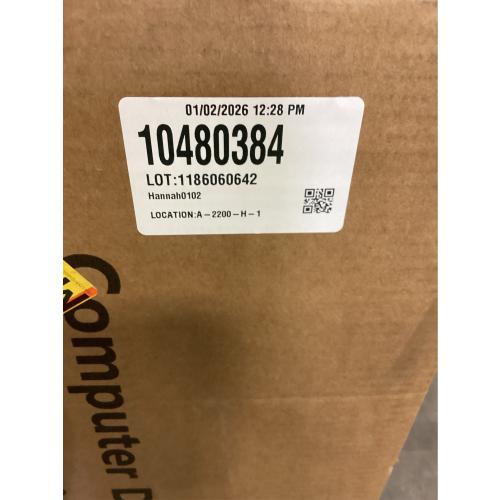 01/02/2026 12:28 PM
10480384
LOT:1186060642
Hannah0102
LOCATION:A-2200-H-1
Computer D